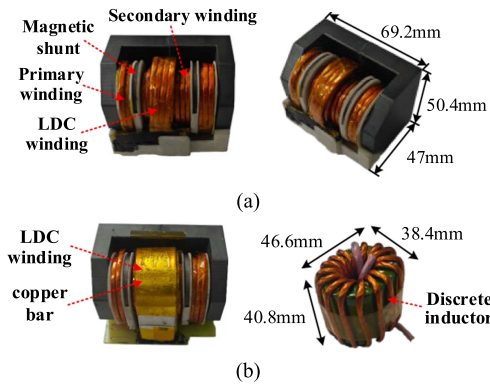 Magnetic
shunt
Secondary winding
Primary
winding
LDC
winding
69.2mm
50.4mm
47mm
(a)
LDC
winding
copper
bar
46.6mm
38.4mm
40.8mm
Discrete
inductor
(b)